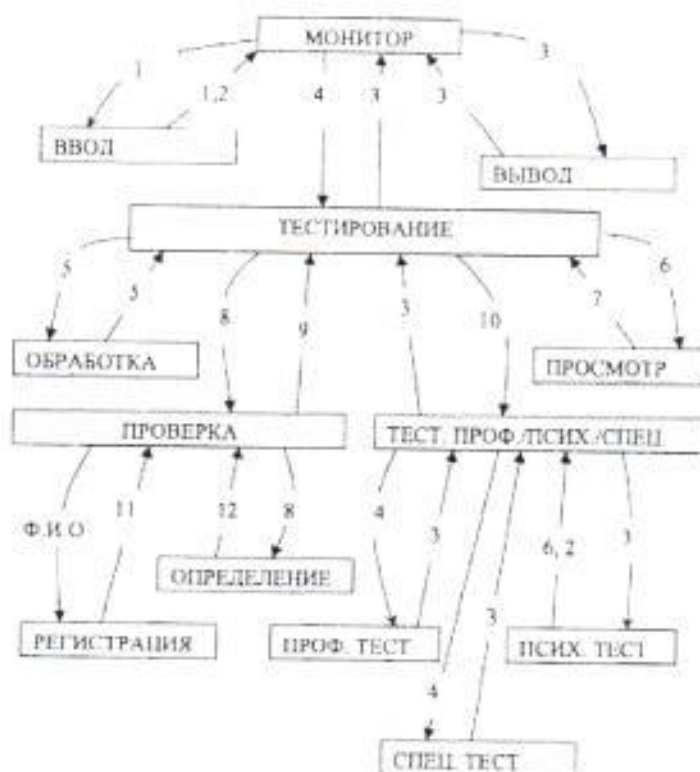 МОНИТОР
1
1,2
4
3
3
3
ВВОД
ВЫВОД
ТЕСТИРОВАНИЕ
5
5
8
9
3
10
7
6
ОБРАБОТКА
ПРОСМОТР
ПРОВЕРКА
ТЕСТ. ПРОФ./ПСИХ./СПЕЦ
Ф.И.О
11
12
8
4
3
6, 2
3
ОПРЕДЕЛЕНИЕ
РЕГИСТРАЦИЯ
ПРОФ. ТЕСТ
ПСИХ. ТЕСТ
4
3
СПЕЦ. ТЕСТ